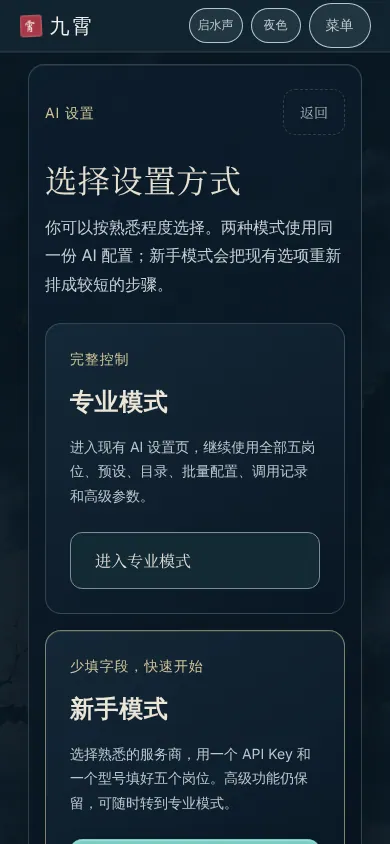 霄 九霄 启水声 夜色 菜单
AI 设置 返回
选择设置方式
你可以按熟悉程度选择。两种模式使用同
一份 AI 配置；新手模式会把现有选项重新
排成较短的步骤。
完整控制
专业模式
进入现有 AI 设置页，继续使用全部五岗
位、预设、目录、批量配置、调用记录
和高级参数。
进入专业模式
少填字段，快速开始
新手模式
选择熟悉的服务商，用一个 API Key 和
一个型号填好五个岗位。高级功能仍保
留，可随时转到专业模式。